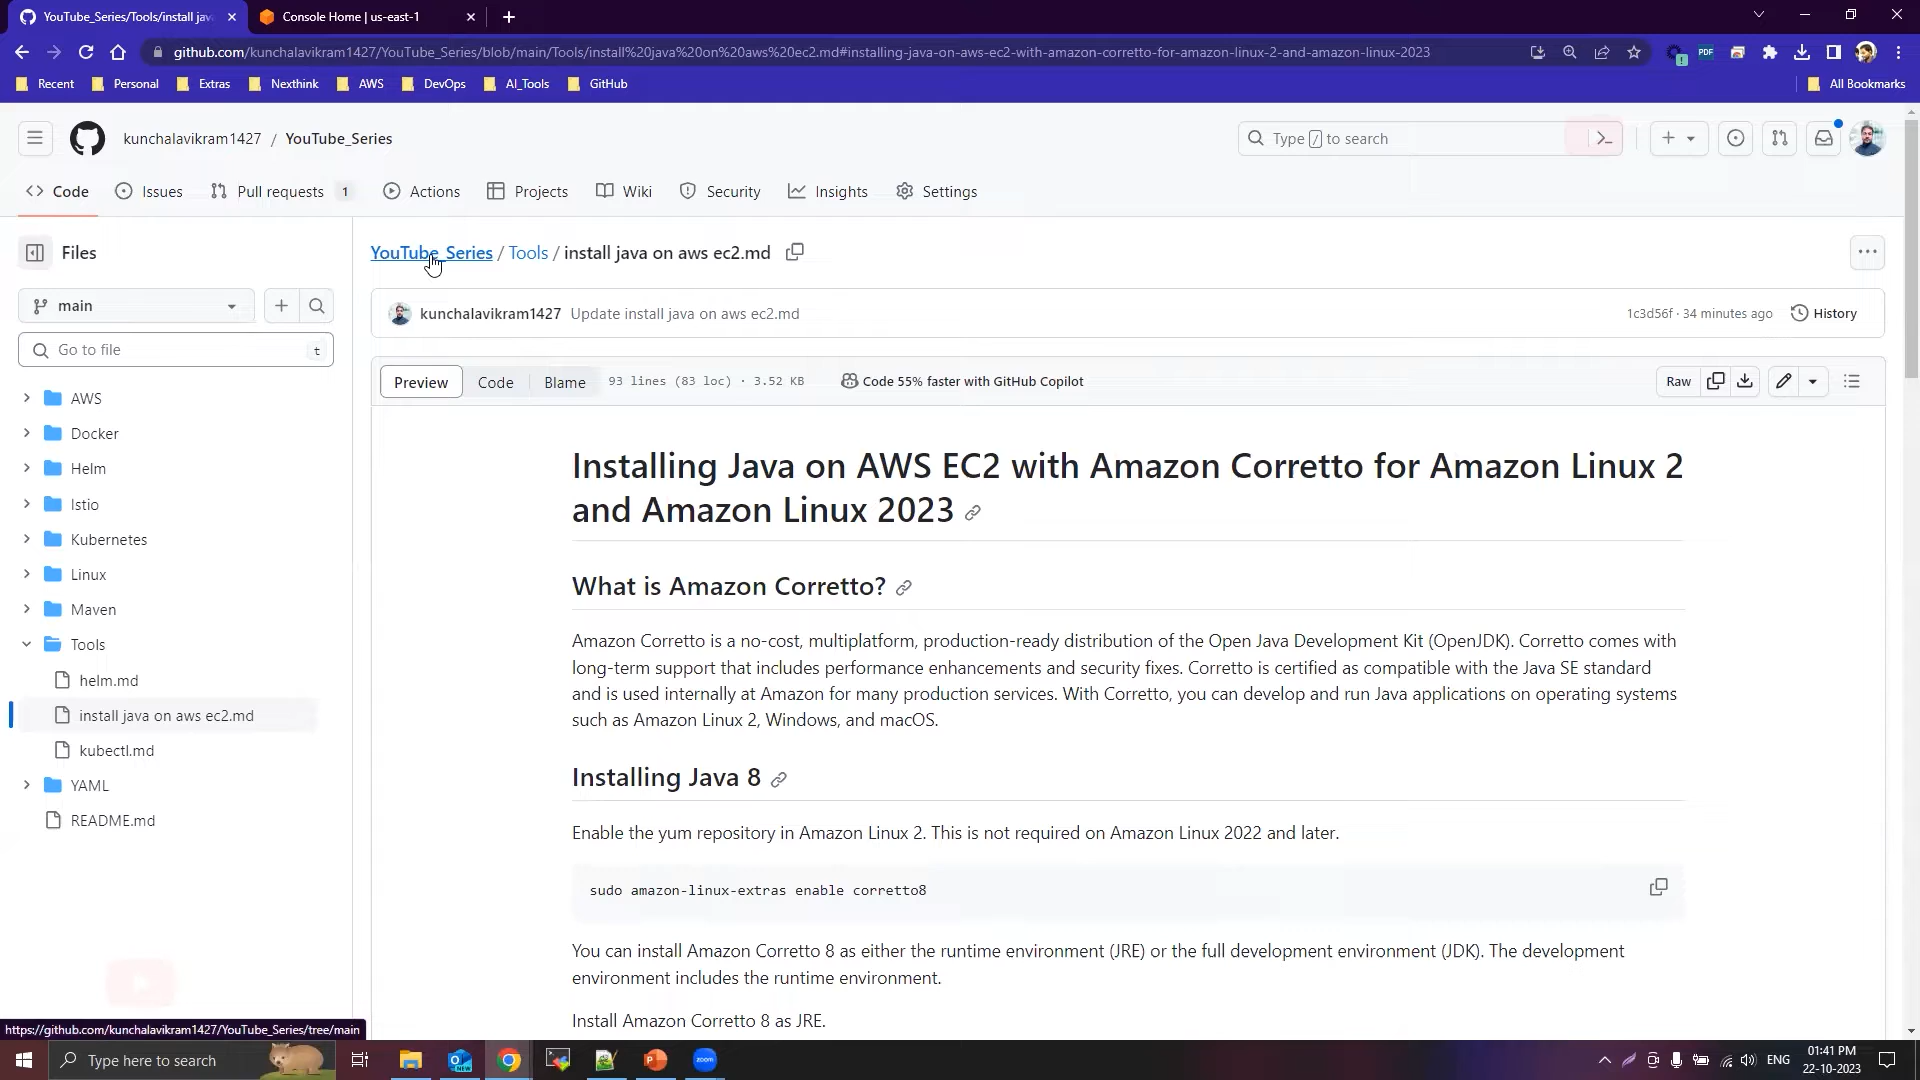 YouTube_Series/Tools/install jav
Console Home | us-east-1
github.com/kunchalavikram1427/YouTube_Series/blob/main/Tools/install%20java%20on%20aws%20ec2.md#installing-java-on-aws-ec2-with-amazon-corretto-for-amazon-linux-2-and-amazon-linux-2023
PDF
Recent
Personal
Extras
Nexthink
AWS
DevOps
AI_Tools
GitHub
All Bookmarks
kunchalavikram1427 / YouTube_Series
Type / to search
Code
Issues
Pull requests 1
Actions
Projects
Wiki
Security
Insights
Settings
Files
YouTube_Series / Tools / install java on aws ec2.md
main
kunchalavikram1427 Update install java on aws ec2.md
1c3d56f · 34 minutes ago
History
Go to file t
Preview
Code
Blame
93 lines (83 loc) · 3.52 KB
Code 55% faster with GitHub Copilot
Raw
AWS
Docker
Helm
Istio
Kubernetes
Linux
Maven
Tools
helm.md
install java on aws ec2.md
kubectl.md
YAML
README.md
Installing Java on AWS EC2 with Amazon Corretto for Amazon Linux 2
and Amazon Linux 2023
What is Amazon Corretto?
Amazon Corretto is a no-cost, multiplatform, production-ready distribution of the Open Java Development Kit (OpenJDK). Corretto comes with
long-term support that includes performance enhancements and security fixes. Corretto is certified as compatible with the Java SE standard
and is used internally at Amazon for many production services. With Corretto, you can develop and run Java applications on operating systems
such as Amazon Linux 2, Windows, and macOS.
Installing Java 8
Enable the yum repository in Amazon Linux 2. This is not required on Amazon Linux 2022 and later.
sudo amazon-linux-extras enable corretto8
You can install Amazon Corretto 8 as either the runtime environment (JRE) or the full development environment (JDK). The development
environment includes the runtime environment.
Install Amazon Corretto 8 as JRE.
https://github.com/kunchalavikram1427/YouTube_Series/tree/main
Type here to search
NEW
zoom
ENG
01:41 PM
22-10-2023